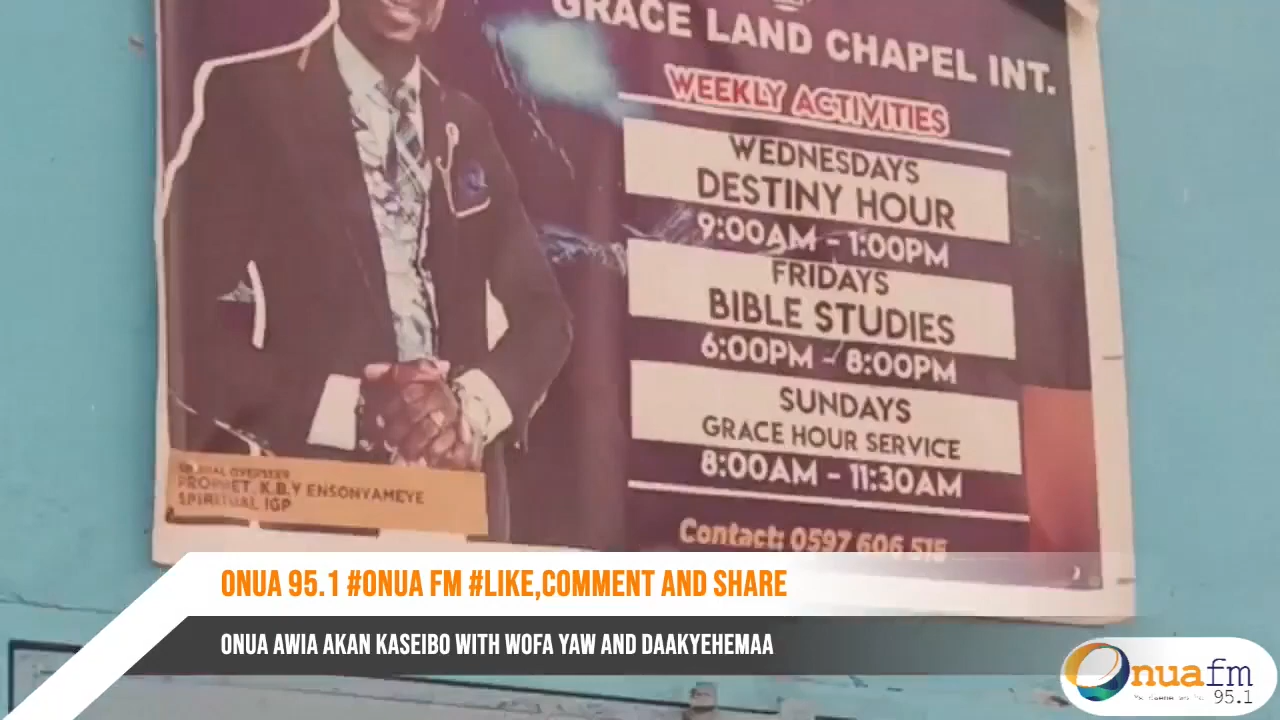 GRACE LAND CHAPEL INT.
WEEKLY ACTIVITIES
WEDNESDAYS
DESTINY HOUR
9:00AM - 1:00PM
FRIDAYS
BIBLE STUDIES
6:00PM - 8:00PM
SUNDAYS
GRACE HOUR SERVICE
8:00AM - 11:30AM
Contact: 0597 606 515
OVERSEER
PROPHET K.B.Y ENSONYAMEYE
SPIRITUAL IGP
ONUA 95.1 #ONUA FM #LIKE,COMMENT AND SHARE
ONUA AWIA AKAN KASEIBO WITH WOFA YAW AND DAAKYEHEMAA
Onua fm
95.1